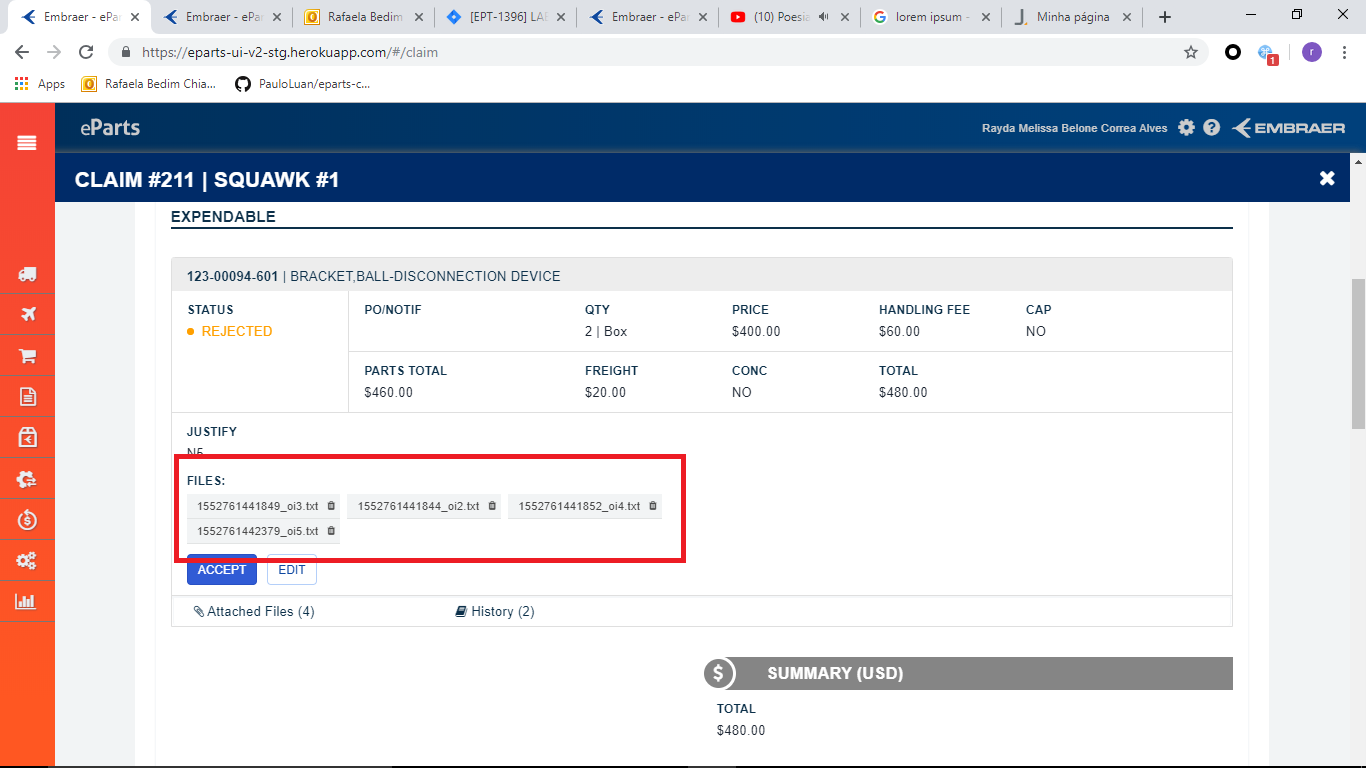 Embraer - ePar
Embraer - ePar
Rafaela Bedim
[EPT-1396] LAB
Embraer - ePar
(10) Poesia
lorem ipsum -
Minha página
https://eparts-ui-v2-stg.herokuapp.com/#/claim
r
1
Apps
Rafaela Bedim Chia...
PauloLuan/eparts-c...
eParts
Rayda Melissa Belone Correa Alves
EMBRAER
CLAIM #211 | SQUAWK #1
EXPENDABLE
123-00094-601 | BRACKET,BALL-DISCONNECTION DEVICE
STATUS
REJECTED
PO/NOTIF
QTY
2 | Box
PRICE
$400.00
HANDLING FEE
$60.00
CAP
NO
PARTS TOTAL
$460.00
FREIGHT
$20.00
CONC
NO
TOTAL
$480.00
JUSTIFY
FILES:
1552761441849_oi3.txt
1552761441844_oi2.txt
1552761441852_oi4.txt
1552761442379_oi5.txt
ACCEPT
EDIT
Attached Files (4)
History (2)
$
SUMMARY (USD)
TOTAL
$480.00